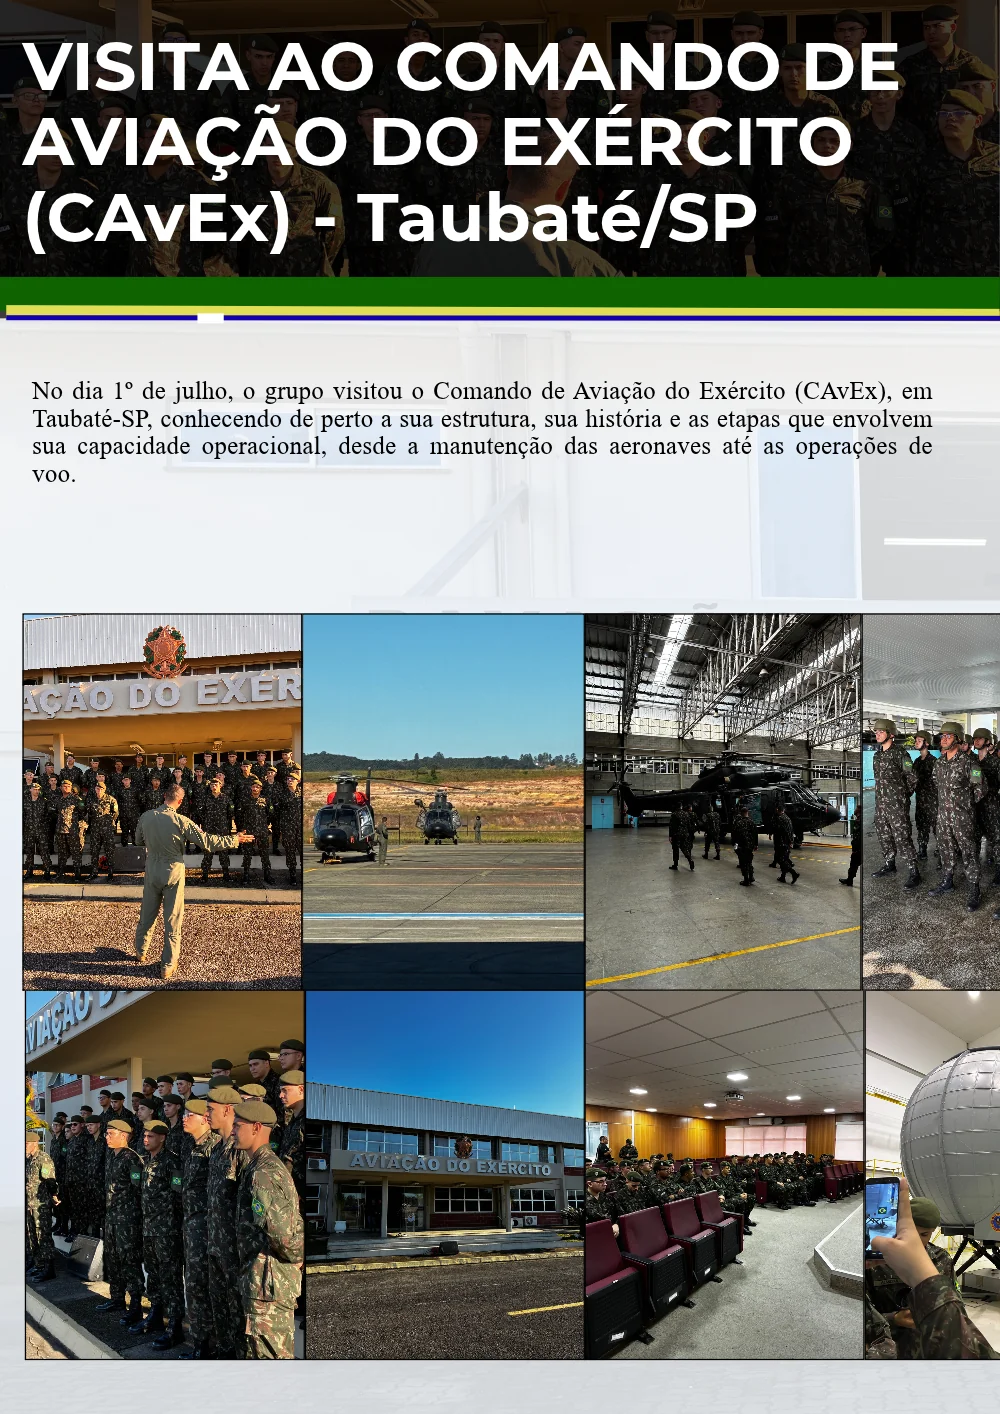 VISITA AO COMANDO DE
AVIAÇÃO DO EXÉRCITO
(CAvEx) - Taubaté/SP
No dia 1º de julho, o grupo visitou o Comando de Aviação do Exército (CAvEx), em
Taubaté-SP, conhecendo de perto a sua estrutura, sua história e as etapas que envolvem
sua capacidade operacional, desde a manutenção das aeronaves até as operações de
voo.
AÇÃO DO EXÉR
VIAÇÃO D
AVIAÇÃO DO EXÉRCITO